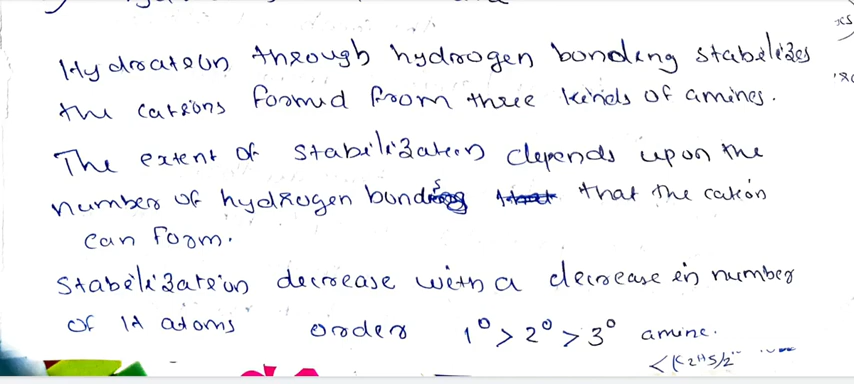 Hydration through hydrogen bonding stabilizes
the cations formed from three kinds of amines.
The extent of stabilization depends upon the
number of hydrogen bonds that the cation
can form.
Stabilization decrease with a decrease in number
of H atoms order 1° > 2° > 3° amine.